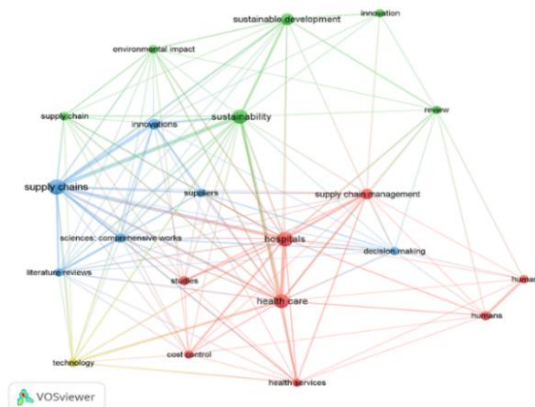 innovation
sustainable development
environmental impact
review
supply chain
innovations
sustainability
supply chains
suppliers
supply chain management
sciences: comprehensive works
hospitals
decision making
literature reviews
studies
human
health care
humans
technology
cost control
health services
VOSviewer